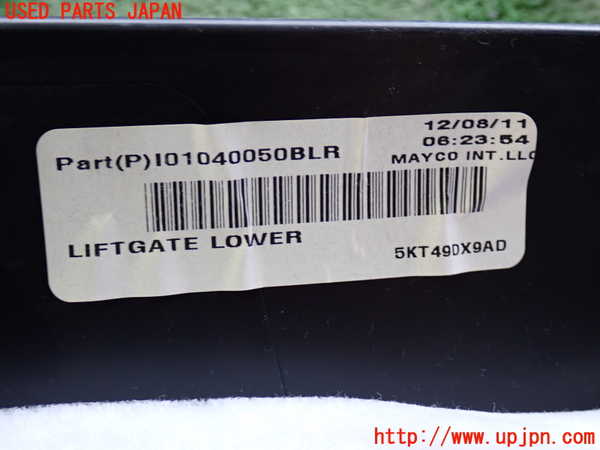 USED PARTS JAPAN
12/08/11
06:23:54
Part(P)I01040050BLR
MAYCO INT.LLC
LIFTGATE LOWER
5KT49DX9AD
http://www.upjpn.com